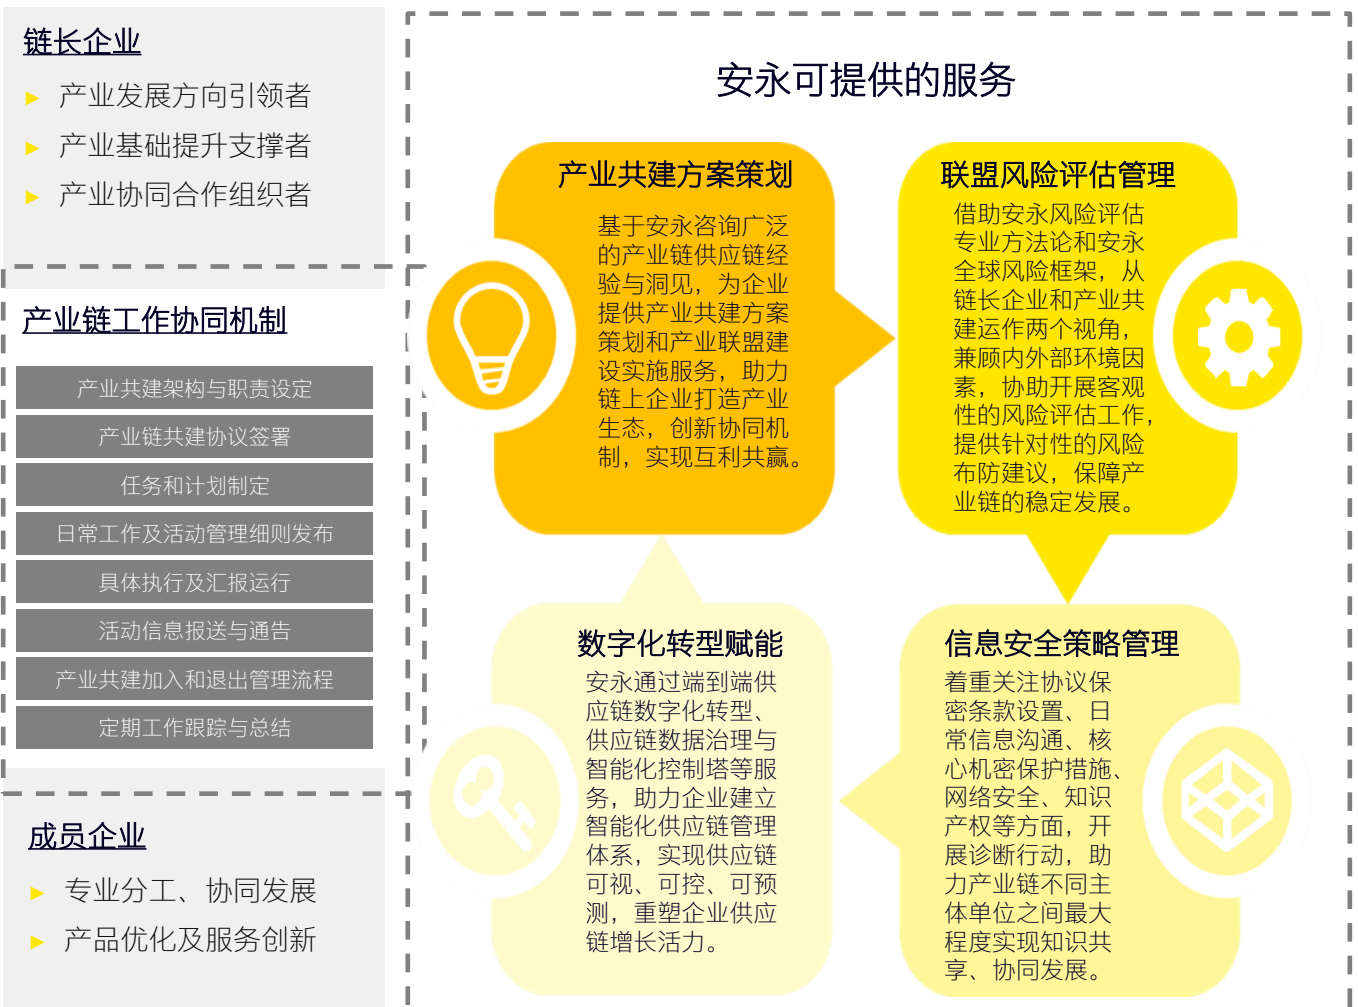 链长企业
产业发展方向引领者
产业基础提升支撑者
产业协同合作组织者
产业链工作协同机制
产业共建架构与职责设定
产业链共建协议签署
任务和计划制定
日常工作及活动管理细则发布
具体执行及汇报运行
活动信息报送与通告
产业共建加入和退出管理流程
定期工作跟踪与总结
成员企业
专业分工、协同发展
产品优化及服务创新
安永可提供的服务
产业共建方案策划
基于安永咨询广泛
的产业链供应链经
验与洞见，为企业
提供产业共建方案
策划和产业联盟建
设实施服务，助力
链上企业打造产业
生态，创新协同机
制，实现互利共赢。
联盟风险评估管理
借助安永风险评估
专业方法论和安永
全球风险框架，从
链长企业和产业共
建运作两个视角，
兼顾内外部环境因
素，协助开展客观
性的风险评估工作，
提供针对性的风险
布防建议，保障产
业链的稳定发展。
数字化转型赋能
安永通过端到端供
应链数字化转型、
供应链数据治理与
智能化控制塔等服
务，助力企业建立
智能化供应链管理
体系，实现供应链
可视、可控、可预
测，重塑企业供应
链增长活力。
信息安全策略管理
着重关注协议保
密条款设置、日
常信息沟通、核
心机密保护措施、
网络安全、知识
产权等方面，开
展诊断行动，助
力产业链不同主
体单位之间最大
程度实现知识共
享、协同发展。